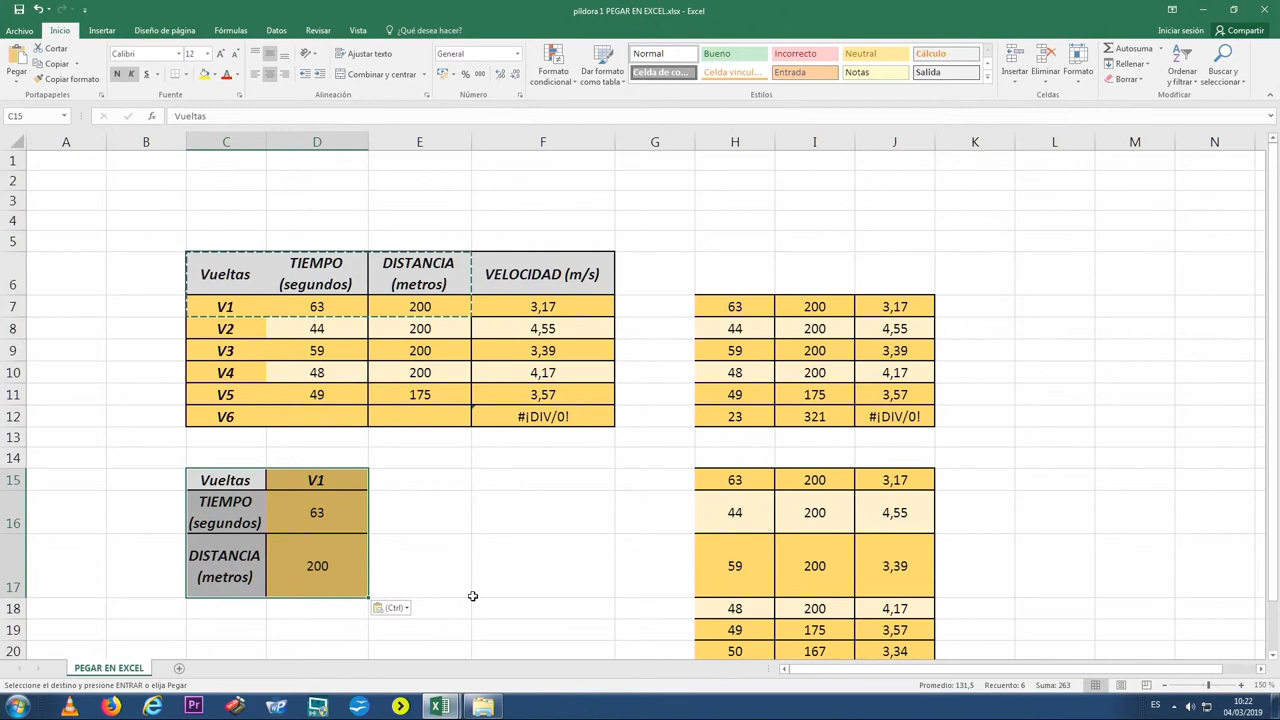 píldora 1 PEGAR EN EXCEL.xlsx - Excel
Archivo Inicio Insertar Diseño de página Fórmulas Datos Revisar Vista ¿Qué desea hacer? Iniciar sesión Compartir
Pegar Cortar Copiar Copiar formato
Calibri 12 N K S
Ajustar texto Combinar y centrar
General % 000
Formato condicional Dar formato como tabla
Normal Bueno Incorrecto Neutral Cálculo
Celda de co... Celda vincul... Entrada Notas Salida
Insertar Eliminar Formato
Autosuma Rellenar Borrar
Ordenar y filtrar Buscar y seleccionar
Portapapeles Fuente Alineación Número Estilos Celdas Modificar
C15 fx Vueltas
A B C D E F G H I J K L M N
1
2
3
4
5
6 Vueltas TIEMPO (segundos) DISTANCIA (metros) VELOCIDAD (m/s)
7 V1 63 200 3,17 63 200 3,17
8 V2 44 200 4,55 44 200 4,55
9 V3 59 200 3,39 59 200 3,39
10 V4 48 200 4,17 48 200 4,17
11 V5 49 175 3,57 49 175 3,57
12 V6 #¡DIV/0! 23 321 #¡DIV/0!
13
14
15 Vueltas V1 63 200 3,17
16 TIEMPO (segundos) 63 44 200 4,55
17 DISTANCIA (metros) 200 59 200 3,39
18 (Ctrl) 48 200 4,17
19 49 175 3,57
20 50 167 3,34
PEGAR EN EXCEL
Seleccione el destino y presione ENTRAR o elija Pegar Promedio: 131,5 Recuento: 6 Suma: 263 150 %
Pr WP ES 10:22
04/03/2019